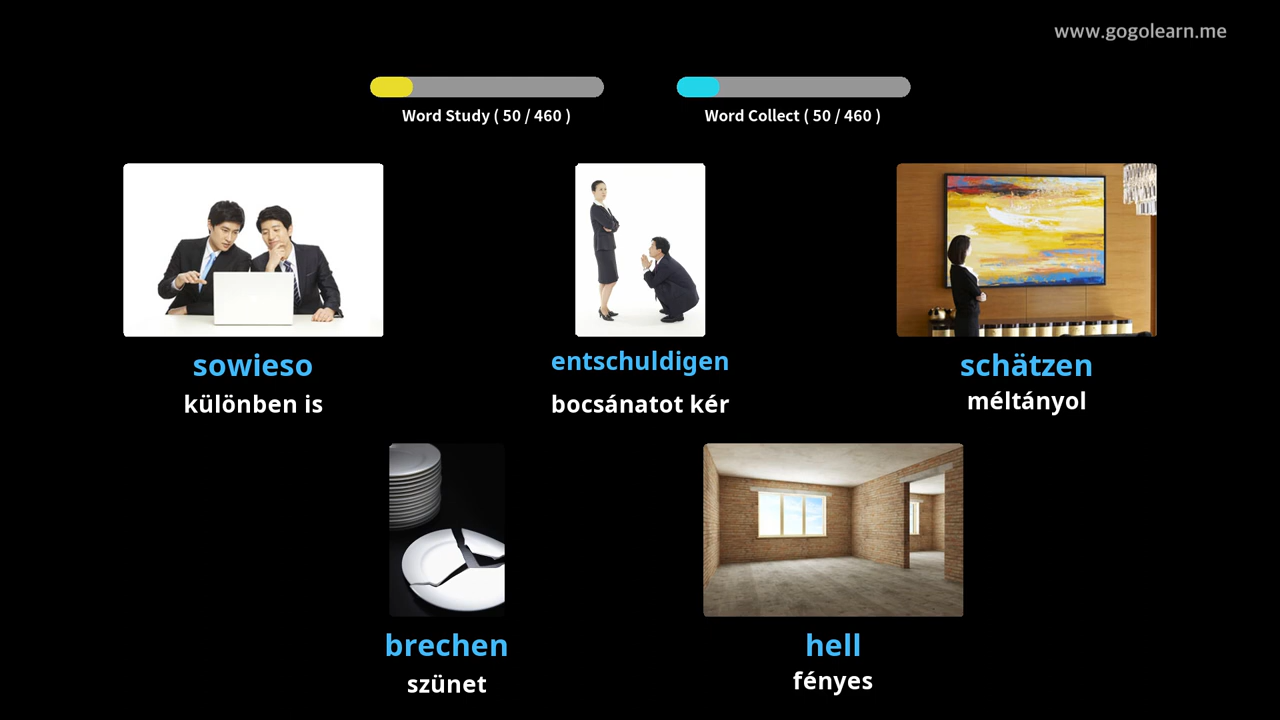 www.gogolearn.me
Word Study ( 50 / 460 )
Word Collect ( 50 / 460 )
sowieso
különben is
entschuldigen
bocsánatot kér
schätzen
méltányol
brechen
szünet
hell
fényes